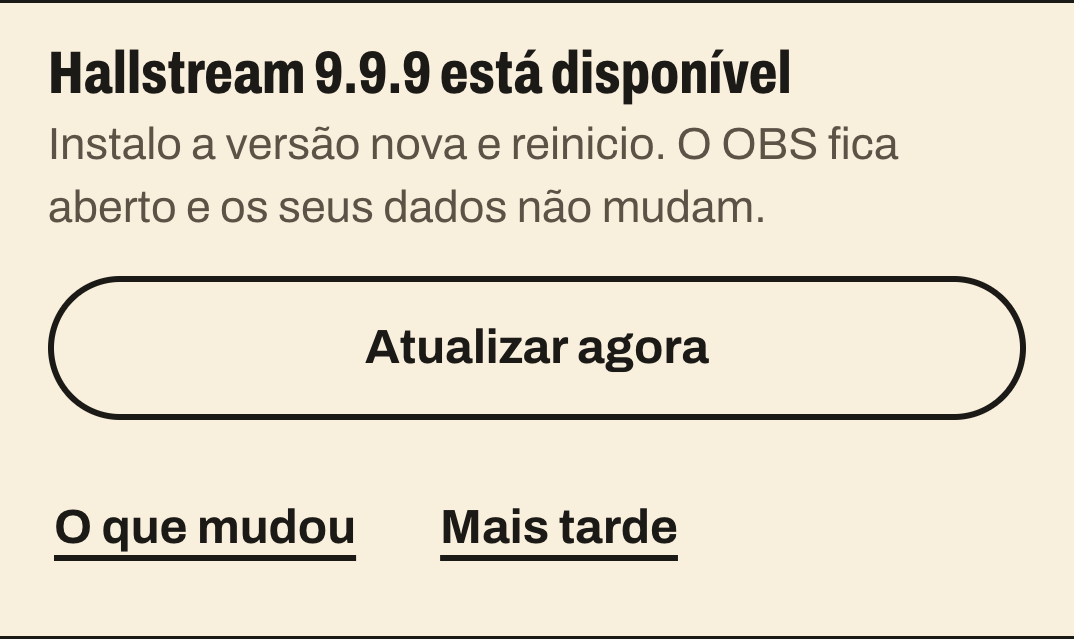 Hallstream 9.9.9 está disponível
Instalo a versão nova e reinicio. O OBS fica
aberto e os seus dados não mudam.
Atualizar agora
O que mudou
Mais tarde